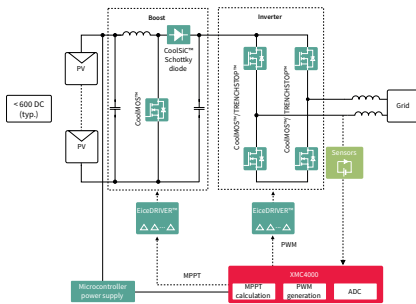 Boost
Inverter
CoolSiC™
Schottky
diode
PV
< 600 DC
(typ.)
CoolMOS™
CoolMOS™/TRENCHSTOP™
CoolMOS™/TRENCHSTOP™
Grid
PV
Sensors
EiceDRIVER™
EiceDRIVER™
PWM
MPPT
XMC4000
Microcontroller
power supply
MPPT
calculation
PWM
generation
ADC